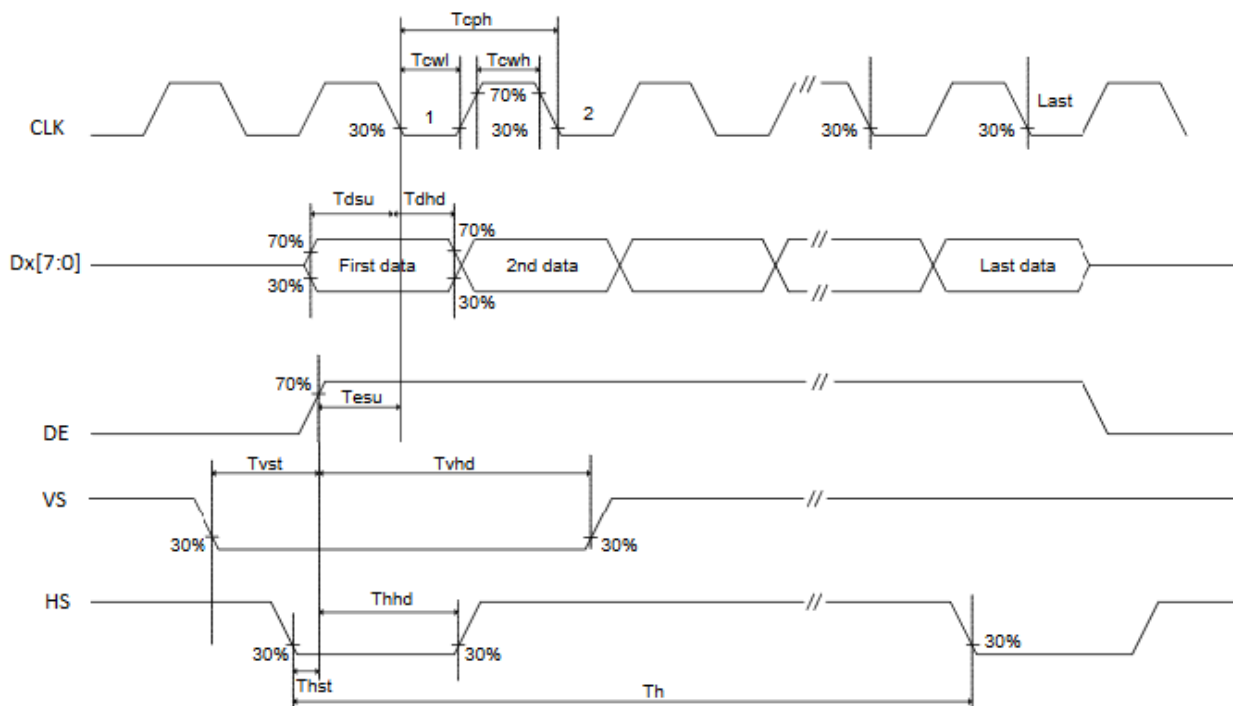 Tcph
Tcwl
Tcwh
CLK
30%
1
70%
30%
2
//
30%
30%
Last
Tdsu
Tdhd
Dx[7:0]
70%
30%
First data
70%
30%
2nd data
//
//
Last data
DE
70%
Tesu
//
VS
Tvst
Tvhd
30%
30%
//
HS
Thhd
30%
30%
//
30%
Thst
Th